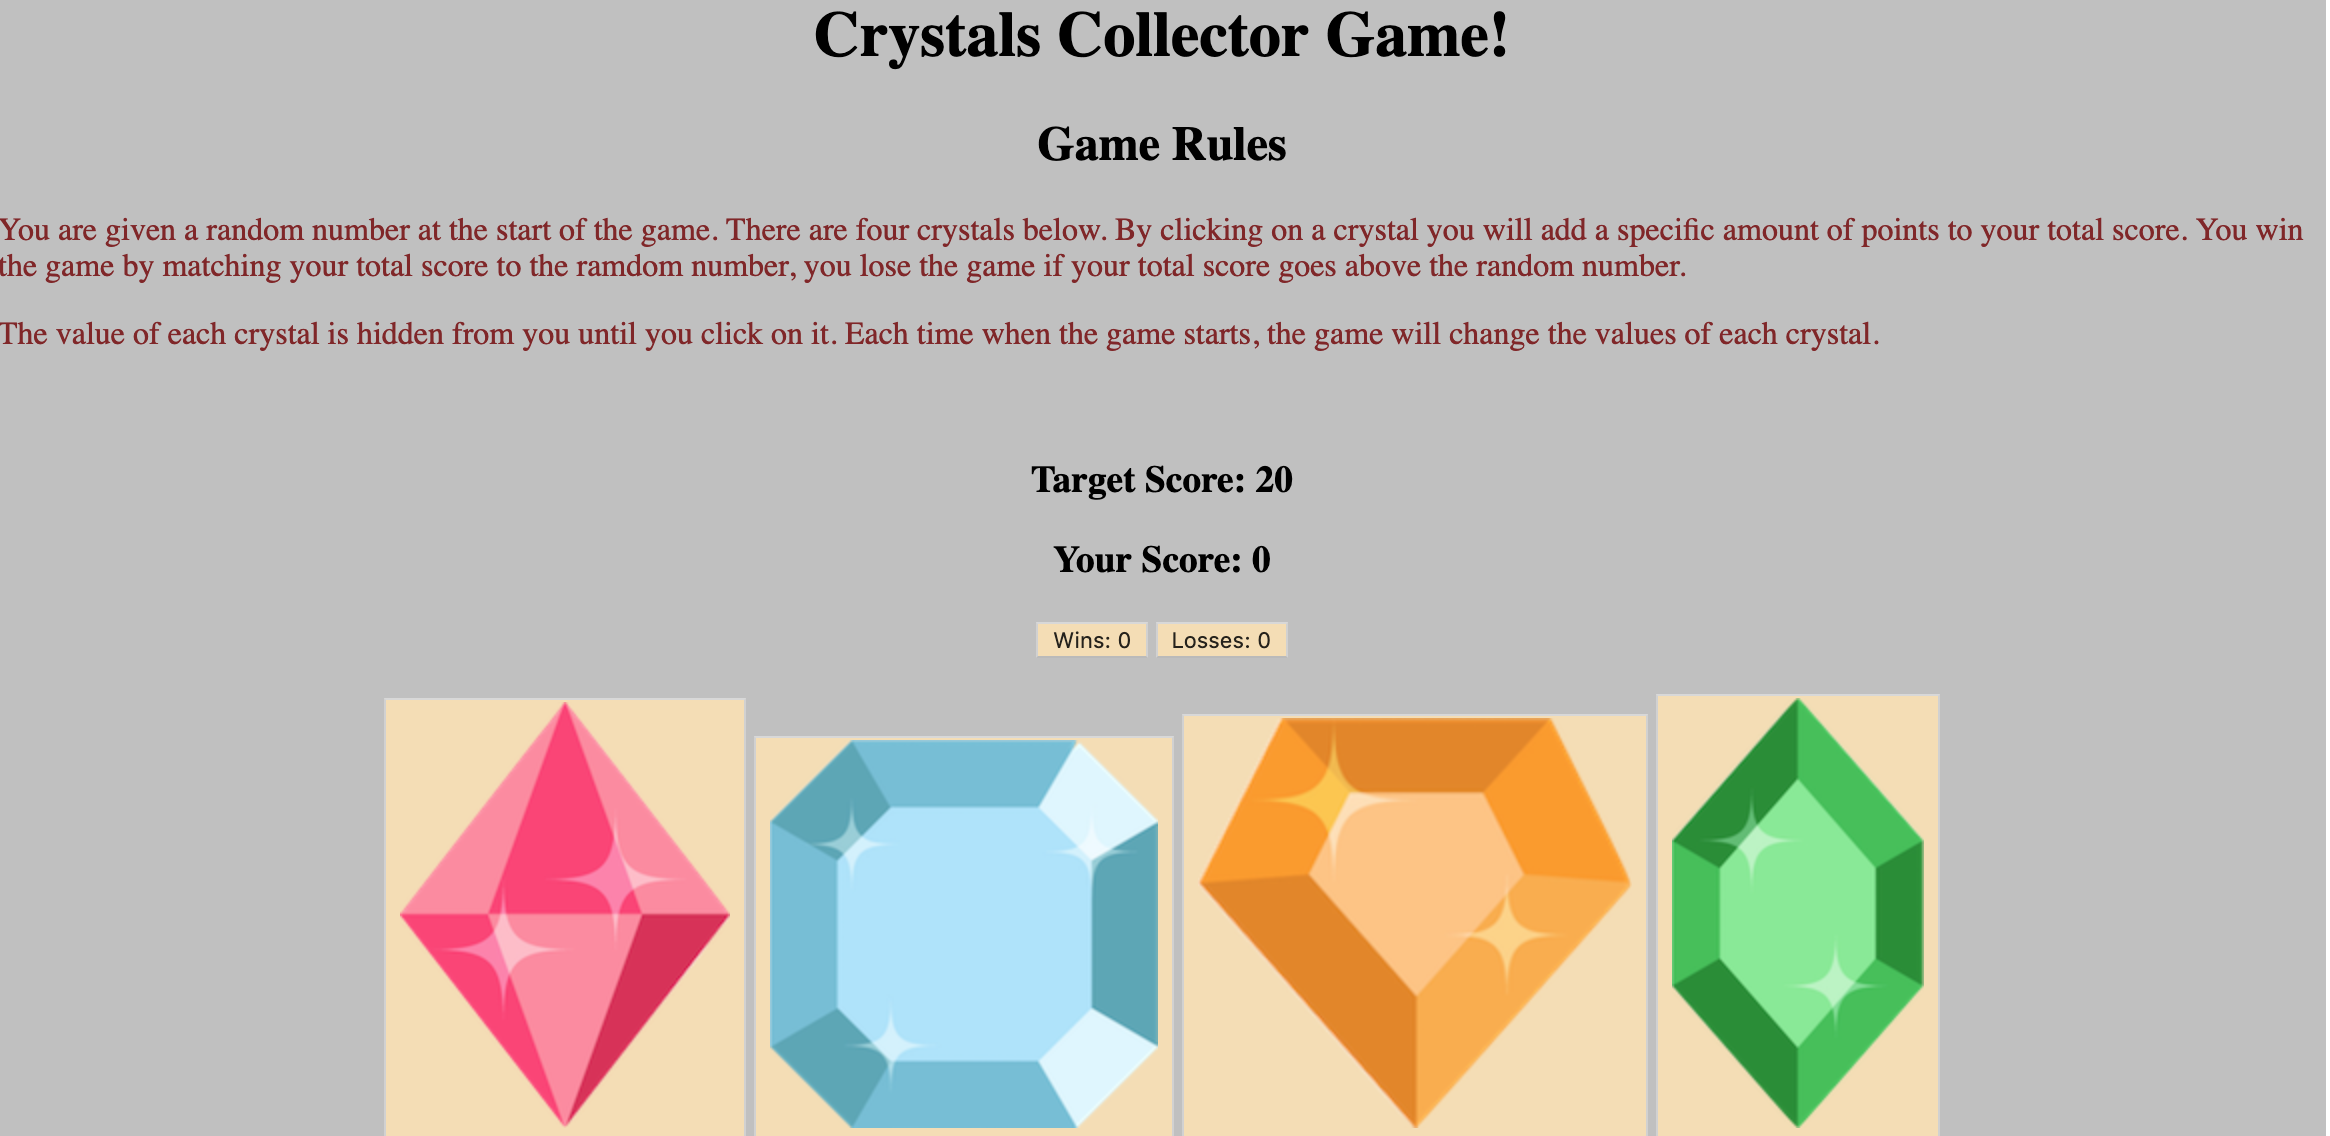 Crystals Collector Game!
Game Rules
You are given a random number at the start of the game. There are four crystals below. By clicking on a crystal you will add a specific amount of points to your total score. You win
the game by matching your total score to the ramdom number, you lose the game if your total score goes above the random number.
The value of each crystal is hidden from you until you click on it. Each time when the game starts, the game will change the values of each crystal.
Target Score: 20
Your Score: 0
Wins: 0 Losses: 0